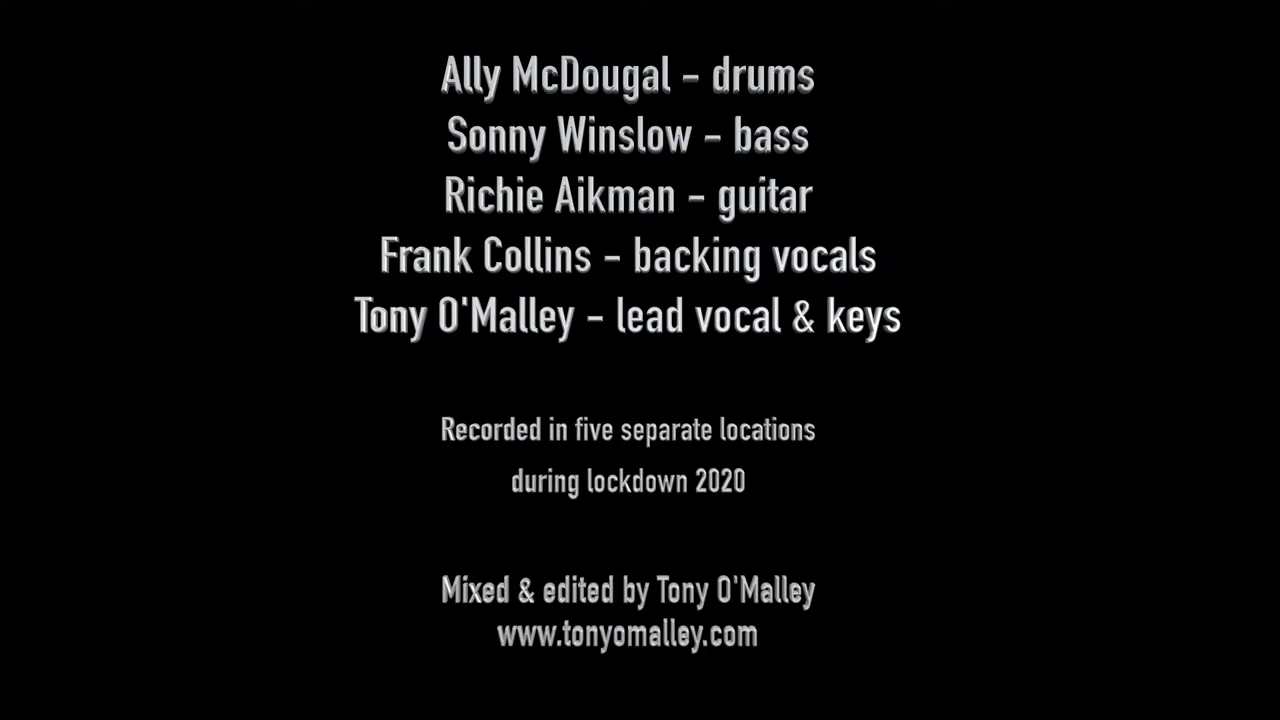 Ally McDougal - drums
Sonny Winslow - bass
Richie Aikman - guitar
Frank Collins - backing vocals
Tony O'Malley - lead vocal & keys
Recorded in five separate locations
during lockdown 2020
Mixed & edited by Tony O'Malley
www.tonyomalley.com